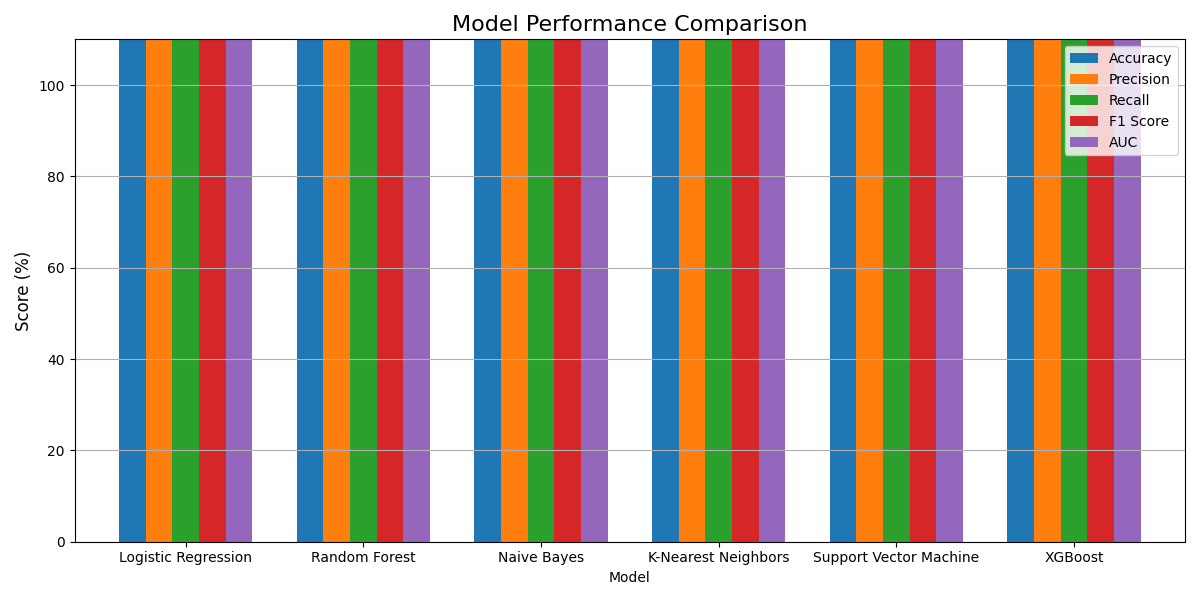 Model Performance Comparison
Accuracy
Precision
Recall
F1 Score
AUC
Score (%)
100
80
60
40
20
0
Logistic Regression
Random Forest
Naive Bayes
K-Nearest Neighbors
Support Vector Machine
XGBoost
Model